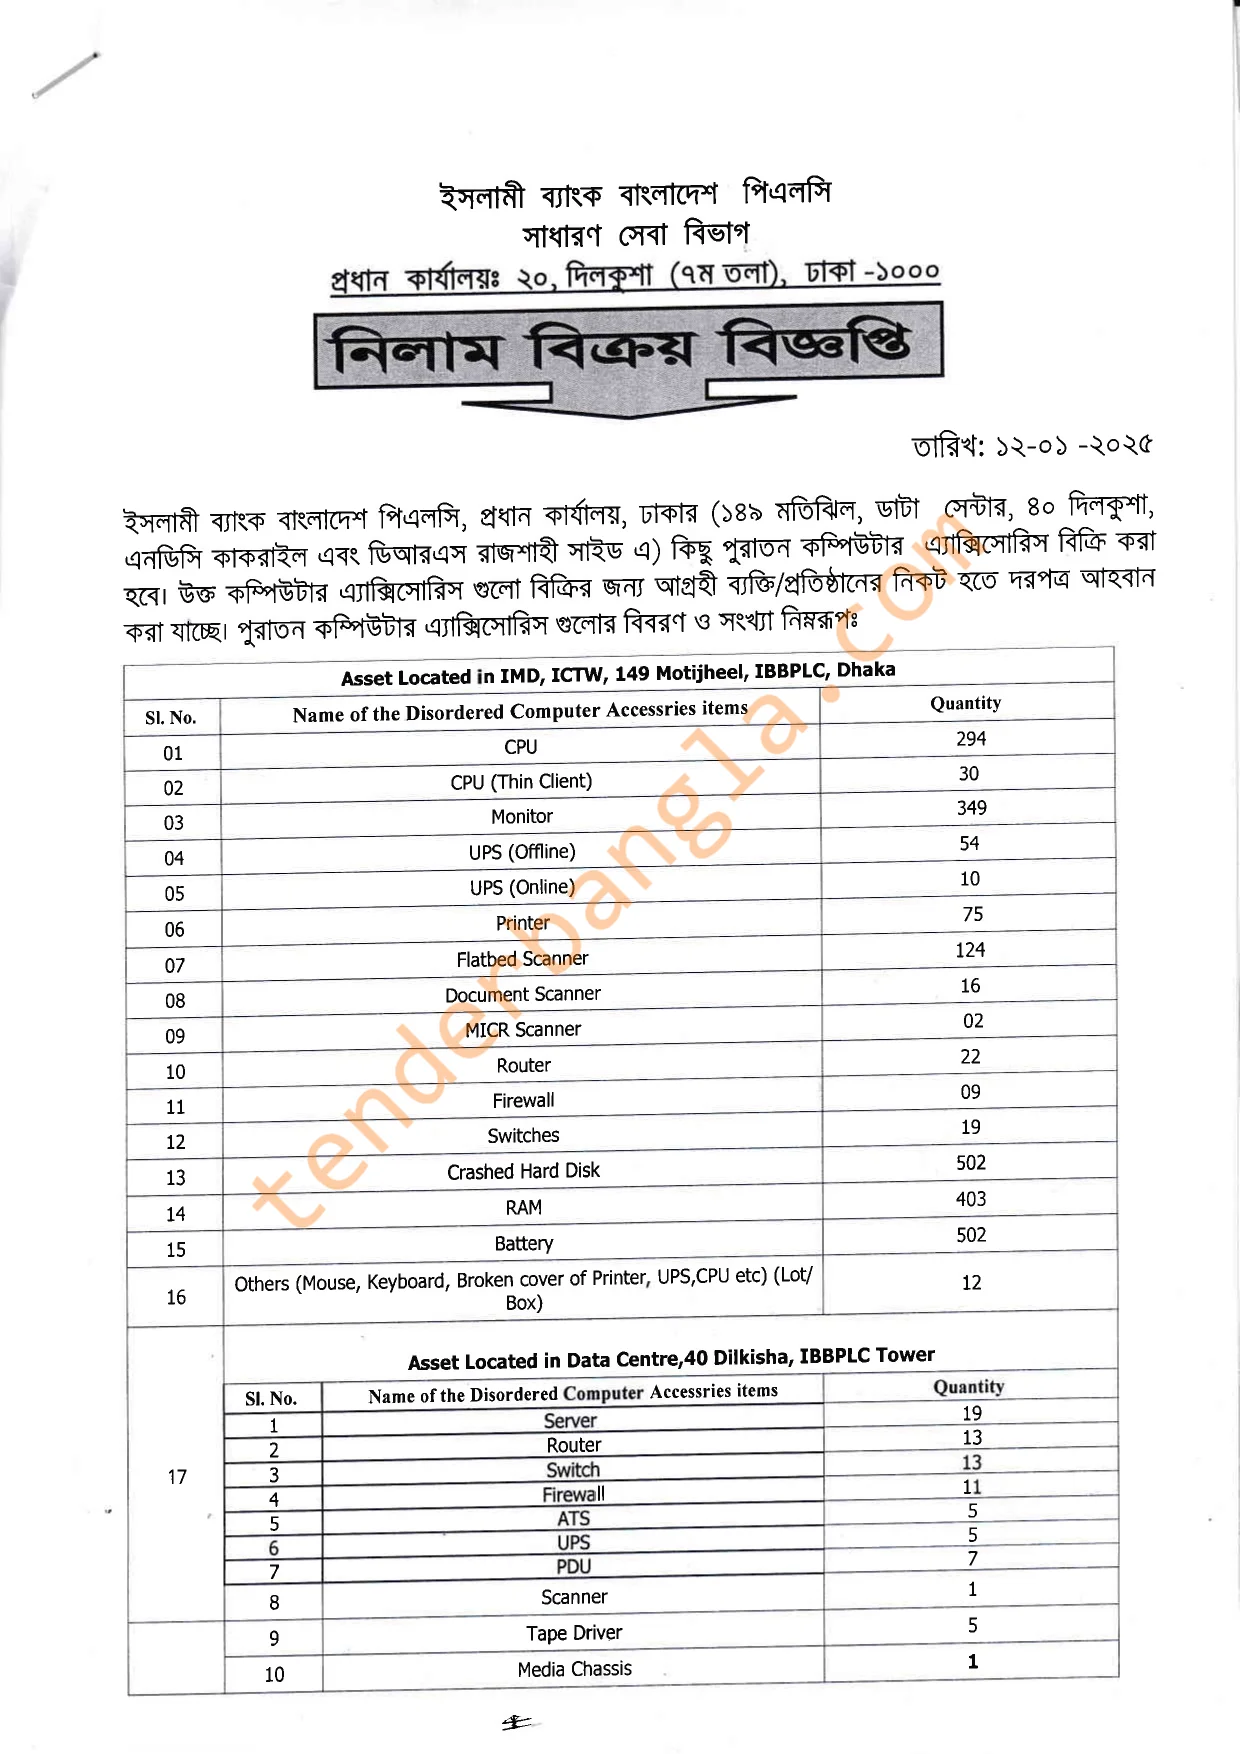 ইসলামী ব্যাংক বাংলাদেশ পিএলসি
সাধারণ সেবা বিভাগ
প্রধান কার্যালয়ঃ ২০, দিলকুশা (৭ম তলা), ঢাকা -১০০০
নিলাম বিক্রয় বিজ্ঞপ্তি
তারিখ: ১২-০১ -২০২৫
ইসলামী ব্যাংক বাংলাদেশ পিএলসি, প্রধান কার্যালয়, ঢাকার (১৪৯ মতিঝিল, ডাটা সেন্টার, ৪০ দিলকুশা,
এনডিসি কাকরাইল এবং ডিআরএস রাজশাহী সাইড এ) কিছু পুরাতন কম্পিউটার এ্যাক্সিসোরিস বিক্রি করা
হবে। উক্ত কম্পিউটার এ্যাক্সিসোরিস গুলো বিক্রির জন্য আগ্রহী ব্যক্তি/প্রতিষ্ঠানের নিকট হতে দরপত্র আহবান
করা যাচ্ছে। পুরাতন কম্পিউটার এ্যাক্সিসোরিস গুলোর বিবরণ ও সংখ্যা নিম্নরূপঃ
Asset Located in IMD, ICTW, 149 Motijheel, IBBPLC, Dhaka
Sl. No. Name of the Disordered Computer Accessries items Quantity
01 CPU 294
02 CPU (Thin Client) 30
03 Monitor 349
04 UPS (Offline) 54
05 UPS (Online) 10
06 Printer 75
07 Flatbed Scanner 124
08 Document Scanner 16
09 MICR Scanner 02
10 Router 22
11 Firewall 09
12 Switches 19
13 Crashed Hard Disk 502
14 RAM 403
15 Battery 502
16 Others (Mouse, Keyboard, Broken cover of Printer, UPS,CPU etc) (Lot/ 12
Box)
17
Asset Located in Data Centre,40 Dilkisha, IBBPLC Tower
Sl. No. Name of the Disordered Computer Accessries items Quantity
1 Server 19
2 Router 13
3 Switch 13
4 Firewall 11
5 ATS 5
6 UPS 5
7 PDU 7
8 Scanner 1
9 Tape Driver 5
10 Media Chassis 1
tenderbangla.com